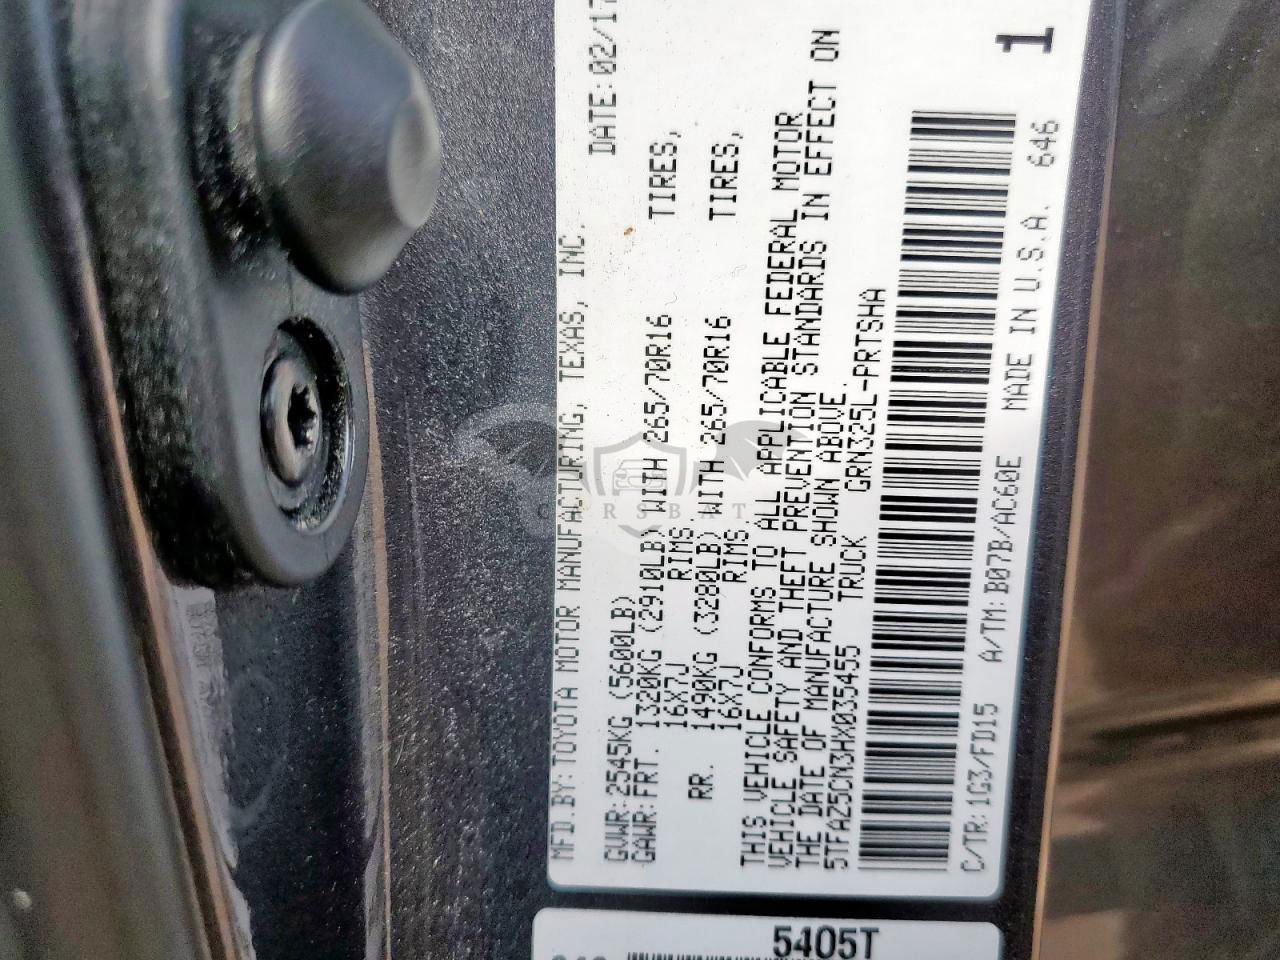 MFD.BY:TOYOTA MOTOR MANUFACTURING, TEXAS, INC.
DATE:02/17
GVWR:2545KG (5600LB)
GAWR:FRT. 1320KG (2910LB) WITH 265/70R16 TIRES,
16X7J RIMS
RR. 1490KG (3280LB) WITH 265/70R16 TIRES,
16X7J RIMS
THIS VEHICLE CONFORMS TO ALL APPLICABLE FEDERAL MOTOR
VEHICLE SAFETY AND THEFT PREVENTION STANDARDS IN EFFECT ON
THE DATE OF MANUFACTURE SHOWN ABOVE.
5TFAZ5CN3HX035455 TRUCK GRN325L-PRTSHA
C/TR:1G3/FD15 A/TM:B07B/AC60E MADE IN U.S.A. 646
1
5405T
CARSBAT